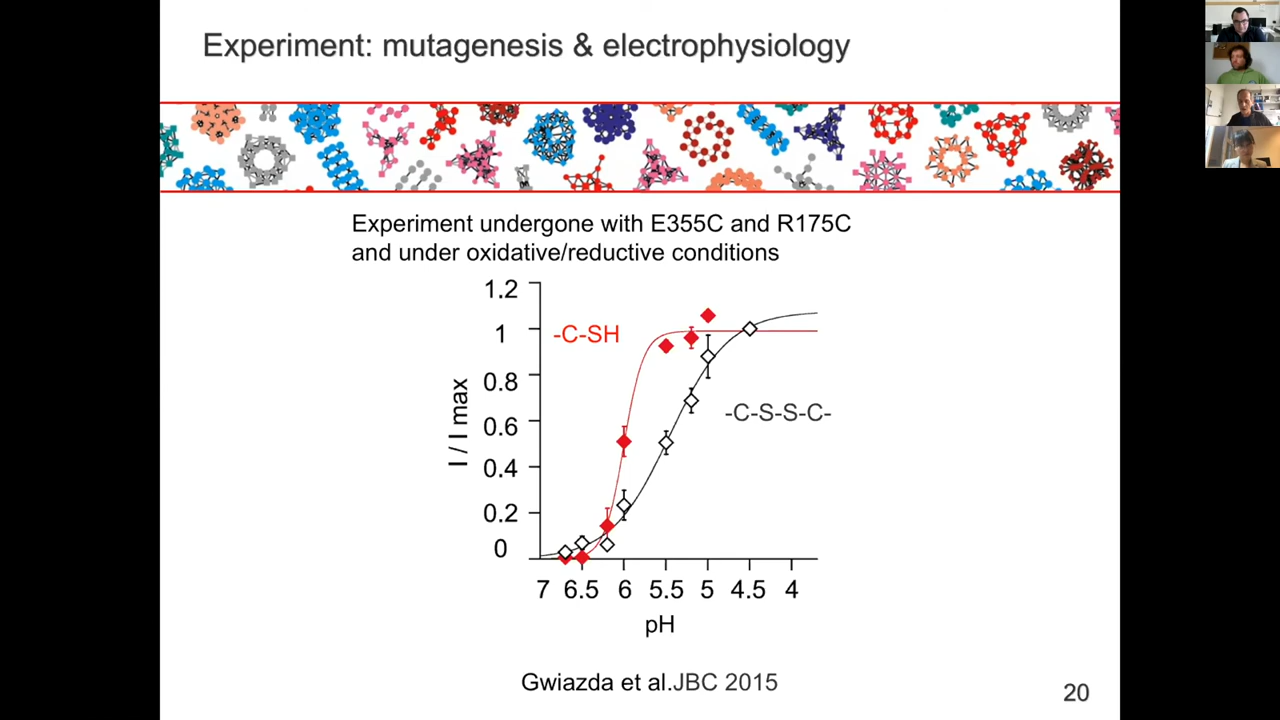 Experiment: mutagenesis & electrophysiology
Experiment undergone with E355C and R175C
and under oxidative/reductive conditions
1.2
1
0.8
0.6
0.4
0.2
0
I / I max
-C-SH
-C-S-S-C-
7 6.5 6 5.5 5 4.5 4
pH
Gwiazda et al.JBC 2015
20